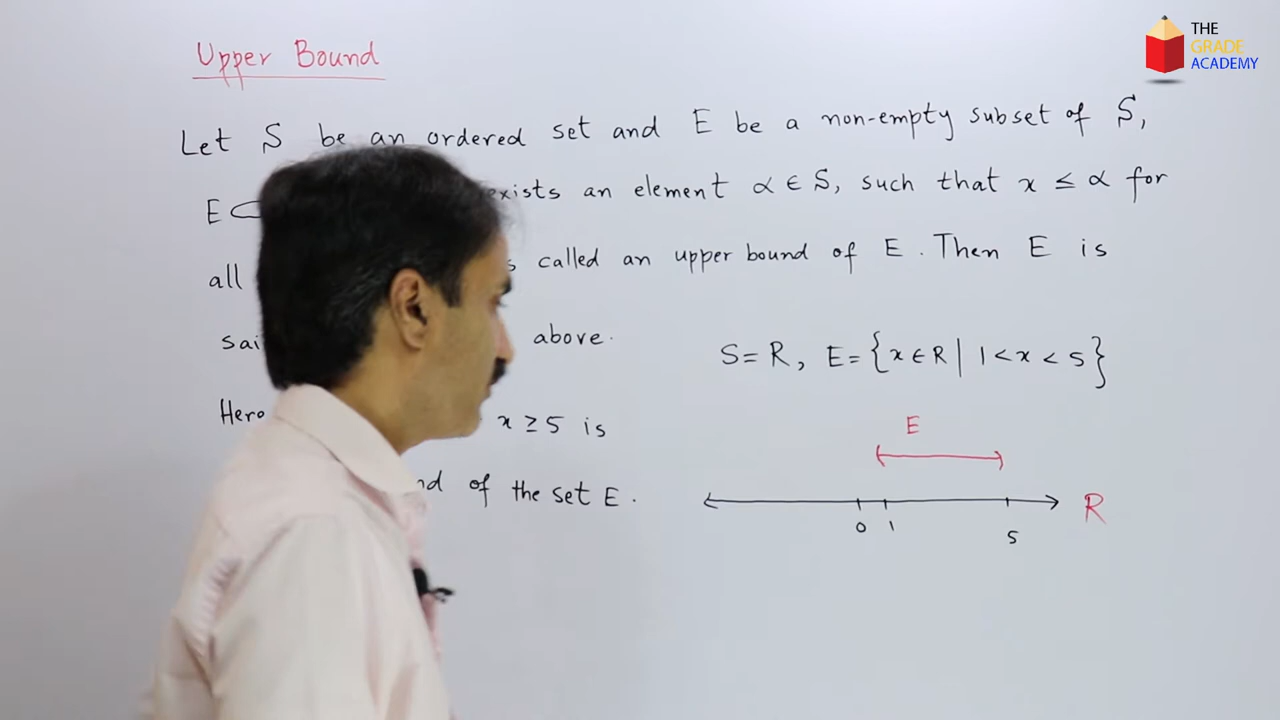 Upper Bound
THE
GRADE
ACADEMY
Let S be an ordered set and E be a non-empty subset of S,
E ⊂ exists an element α ∈ S, such that x ≤ α for
all called an upper bound of E. Then E is
above.
S = R, E = {x ∈ R | 1 < x < 5}
x ≥ 5 is
of the set E.
E
R
0 1 5